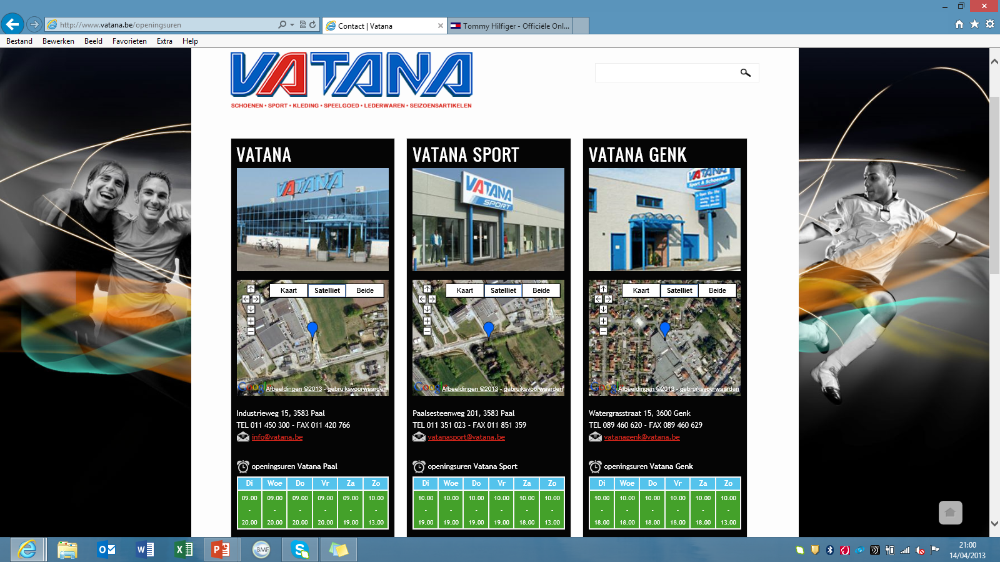 http://www.vatana.be/openingsuren
Contact | Vatana
Tommy Hilfiger - Officiële Onl...
Bestand Bewerken Beeld Favorieten Extra Help
VATANA
SCHOENEN • SPORT • KLEDING • SPEELGOED • LEDERWAREN • SEIZOENSARTIKELEN
VATANA
VATANA
Kaart Satelliet Beide
Google
Afbeeldingen ©2013 - gebruiksvoorwaarden
Industrieweg 15, 3583 Paal
TEL 011 450 300 - FAX 011 420 766
info@vatana.be
openingsuren Vatana Paal
Di Woe Do Vr Za Zo
09.00 09.00 09.00 09.00 09.00 10.00
- - - - - -
20.00 20.00 20.00 20.00 19.00 13.00
VATANA SPORT
VATANA
SPORT
Kaart Satelliet Beide
Google
Afbeeldingen ©2013 - gebruiksvoorwaarden
Paalsesteenweg 201, 3583 Paal
TEL 011 351 023 - FAX 011 851 359
vatanasport@vatana.be
openingsuren Vatana Sport
Di Woe Do Vr Za Zo
10.00 10.00 10.00 10.00 10.00 10.00
- - - - - -
19.00 19.00 19.00 19.00 18.00 13.00
VATANA GENK
VATANA
Sport & Schoenen
Kaart Satelliet Beide
Google
Afbeeldingen ©2013 - gebruiksvoorwaarden
Watergrasstraat 15, 3600 Genk
TEL 089 460 620 - FAX 089 460 629
vatanagenk@vatana.be
openingsuren Vatana Genk
Di Woe Do Vr Za Zo
10.00 10.00 10.00 10.00 10.00 10.00
- - - - - -
18.00 18.00 18.00 18.00 18.00 13.00
BMF
21:00
14/04/2013